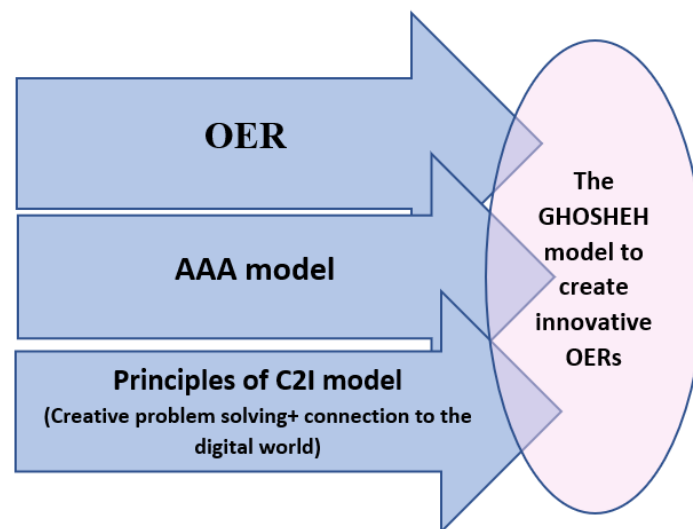 OER
AAA model
Principles of C2I model
(Creative problem solving+ connection to the
digital world)
The
GHOSHEH
model to
create
innovative
OERs